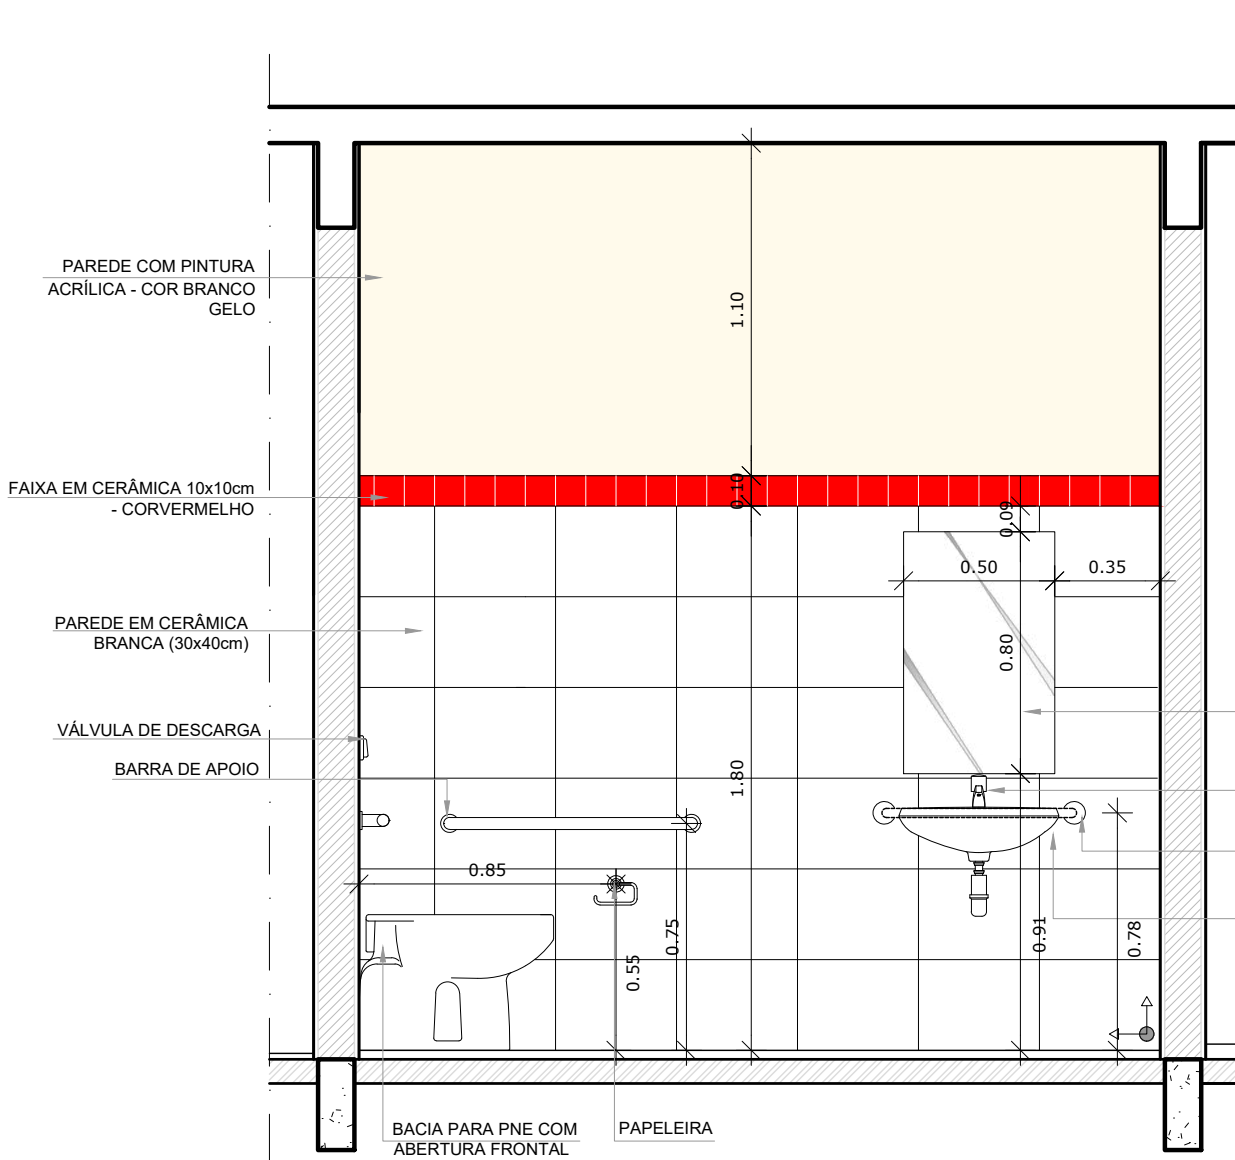 PAREDE COM PINTURA
ACRÍLICA - COR BRANCO
GELO
1.10
FAIXA EM CERÂMICA 10x10cm
- CORVERMELHO
0.10
0.09
0.50
0.35
PAREDE EM CERÂMICA
BRANCA (30x40cm)
0.80
VÁLVULA DE DESCARGA
BARRA DE APOIO
1.80
0.85
0.75
0.55
0.91
0.78
BACIA PARA PNE COM
ABERTURA FRONTAL
PAPELEIRA